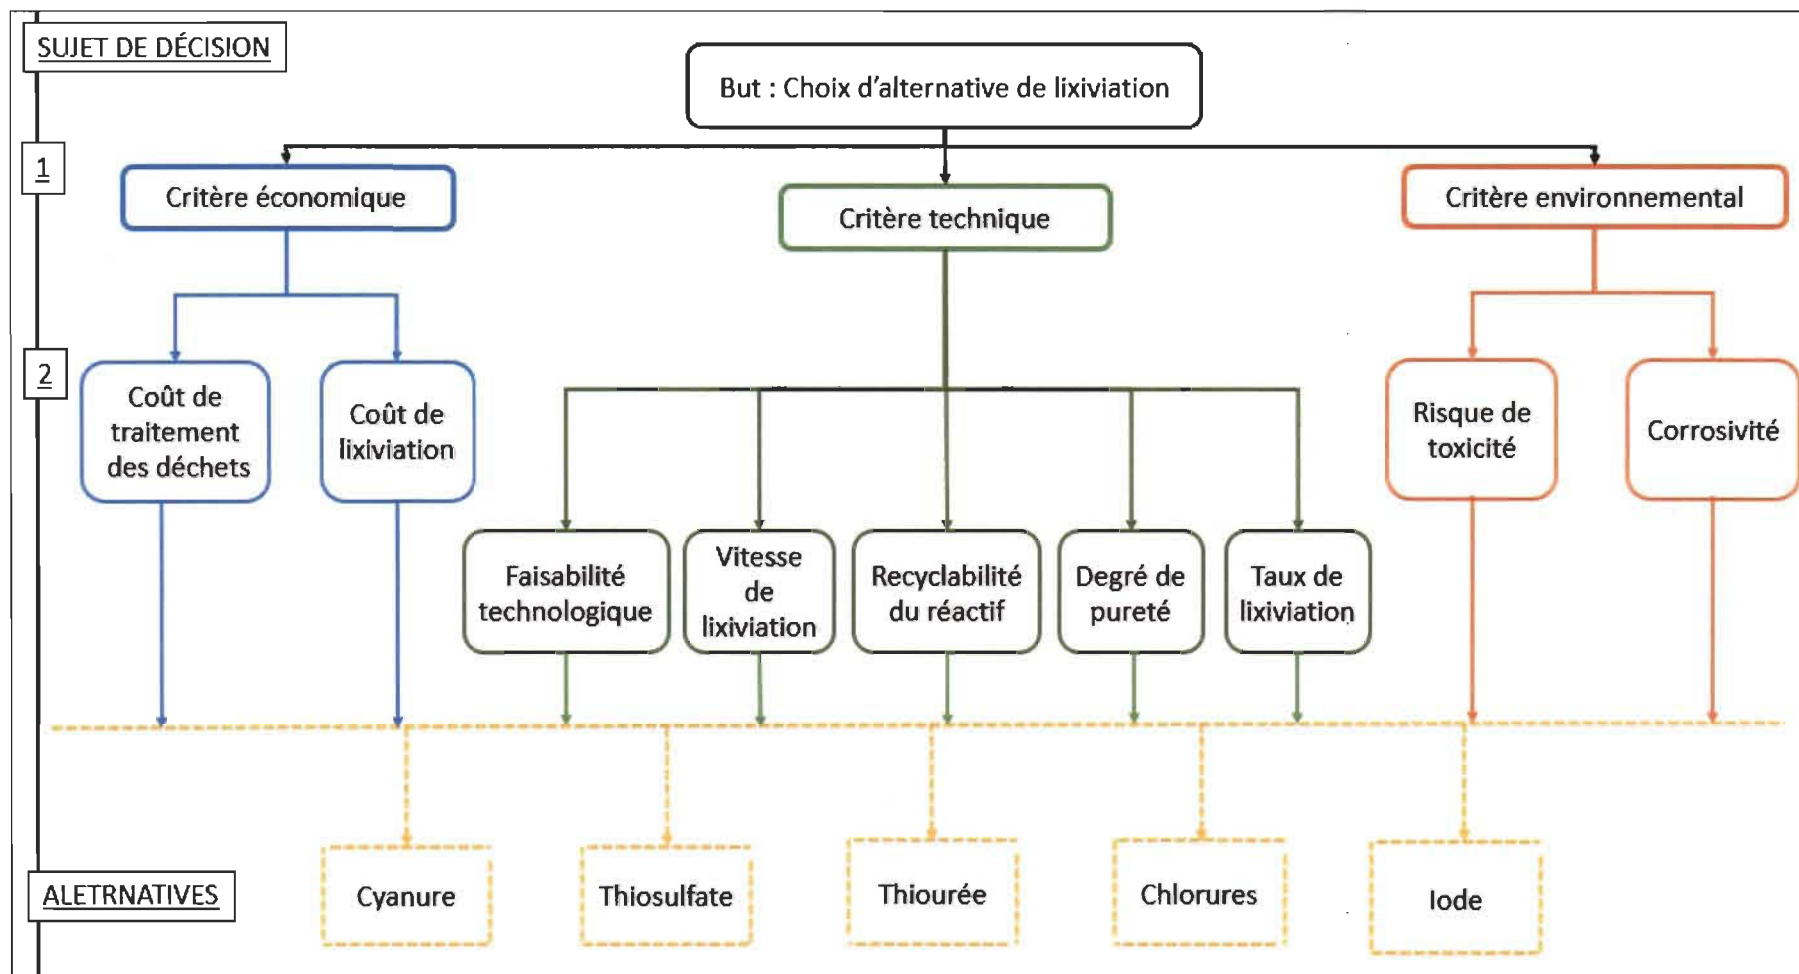 SUJET DE DÉCISION
But : Choix d'alternative de lixiviation
1
Critère économique
Critère technique
Critère environnemental
2
Coût de
traitement
des déchets
Coût de
lixiviation
Risque de
toxicité
Corrosivité
Faisabilité
technologique
Vitesse
de
lixiviation
Recyclabilité
du réactif
Degré de
pureté
Taux de
lixiviation
ALETRNATIVES
Cyanure
Thiosulfate
Thiourée
Chlorures
Iode